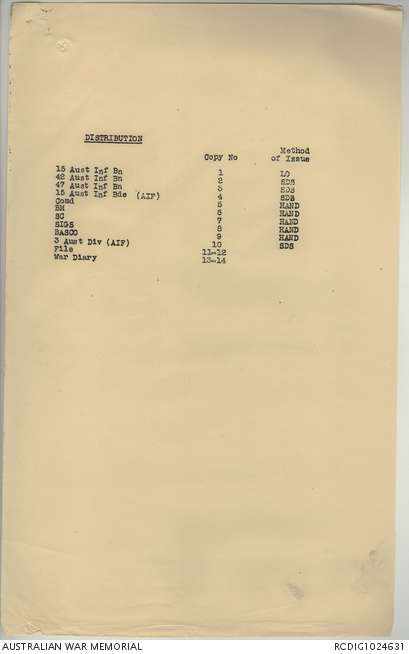 DISTRIBUTION
Copy No Method of Issue
15 Aust Inf Bn 1 LO
42 Aust Inf Bn 2 SDS
47 Aust Inf Bn 3 SDS
15 Aust Inf Bde (AIF) 4 SDS
Comd 5 HAND
BM 6 HAND
SC 7 HAND
SIGS 8 HAND
BASCO 9 HAND
3 Aust Div (AIF) 10 SDS
File 11-12
War Diary 13-14
AUSTRALIAN WAR MEMORIAL RCDIG1024631